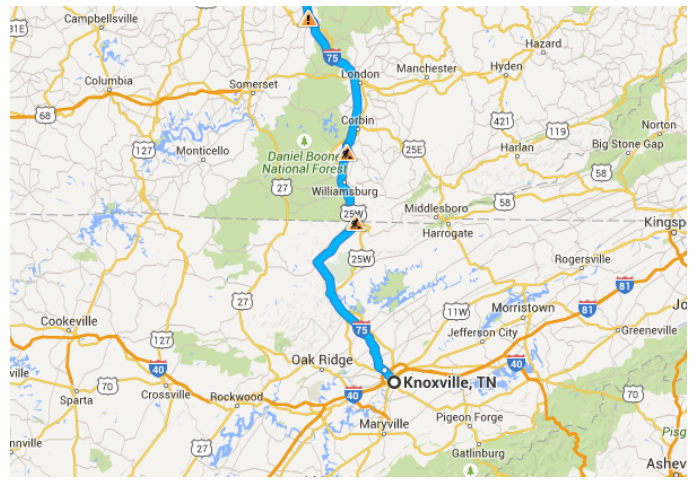 Campbellsville
31E
75
Hazard
London
Manchester
Hyden
Columbia
Somerset
68
Corbin
421
119
Norton
127
Daniel Boone
National Forest
25E
Harlan
Big Stone Gap
Monticello
27
Williamsburg
58
58
25W
Middlesboro
Harrogate
Kingsp
25W
Rogersville
81
27
11W
Morristown
81
Jo
Cookeville
127
75
Jefferson City
Greeneville
40
Oak Ridge
40
ville
70
Knoxville, TN
Sparta
Crossville
Rockwood
40
70
Maryville
Pigeon Forge
Pisg
nnville
27
Gatlinburg
Ashev